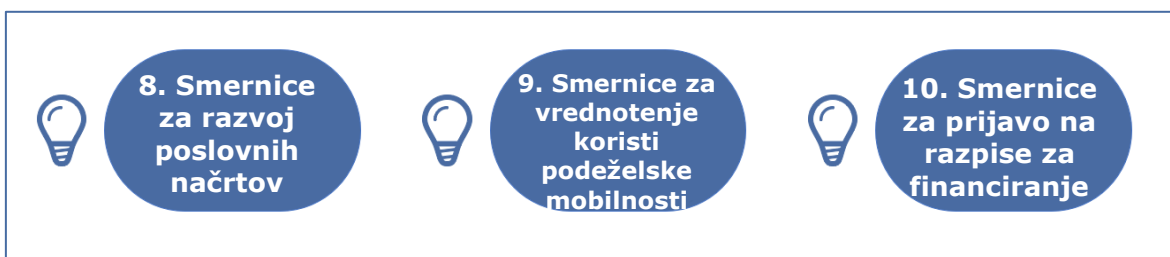 8. Smernice
za razvoj
poslovnih
načrtov
9. Smernice za
vrednotenje
koristi
podeželske
mobilnosti
10. Smernice
za prijavo na
razpise za
financiranje